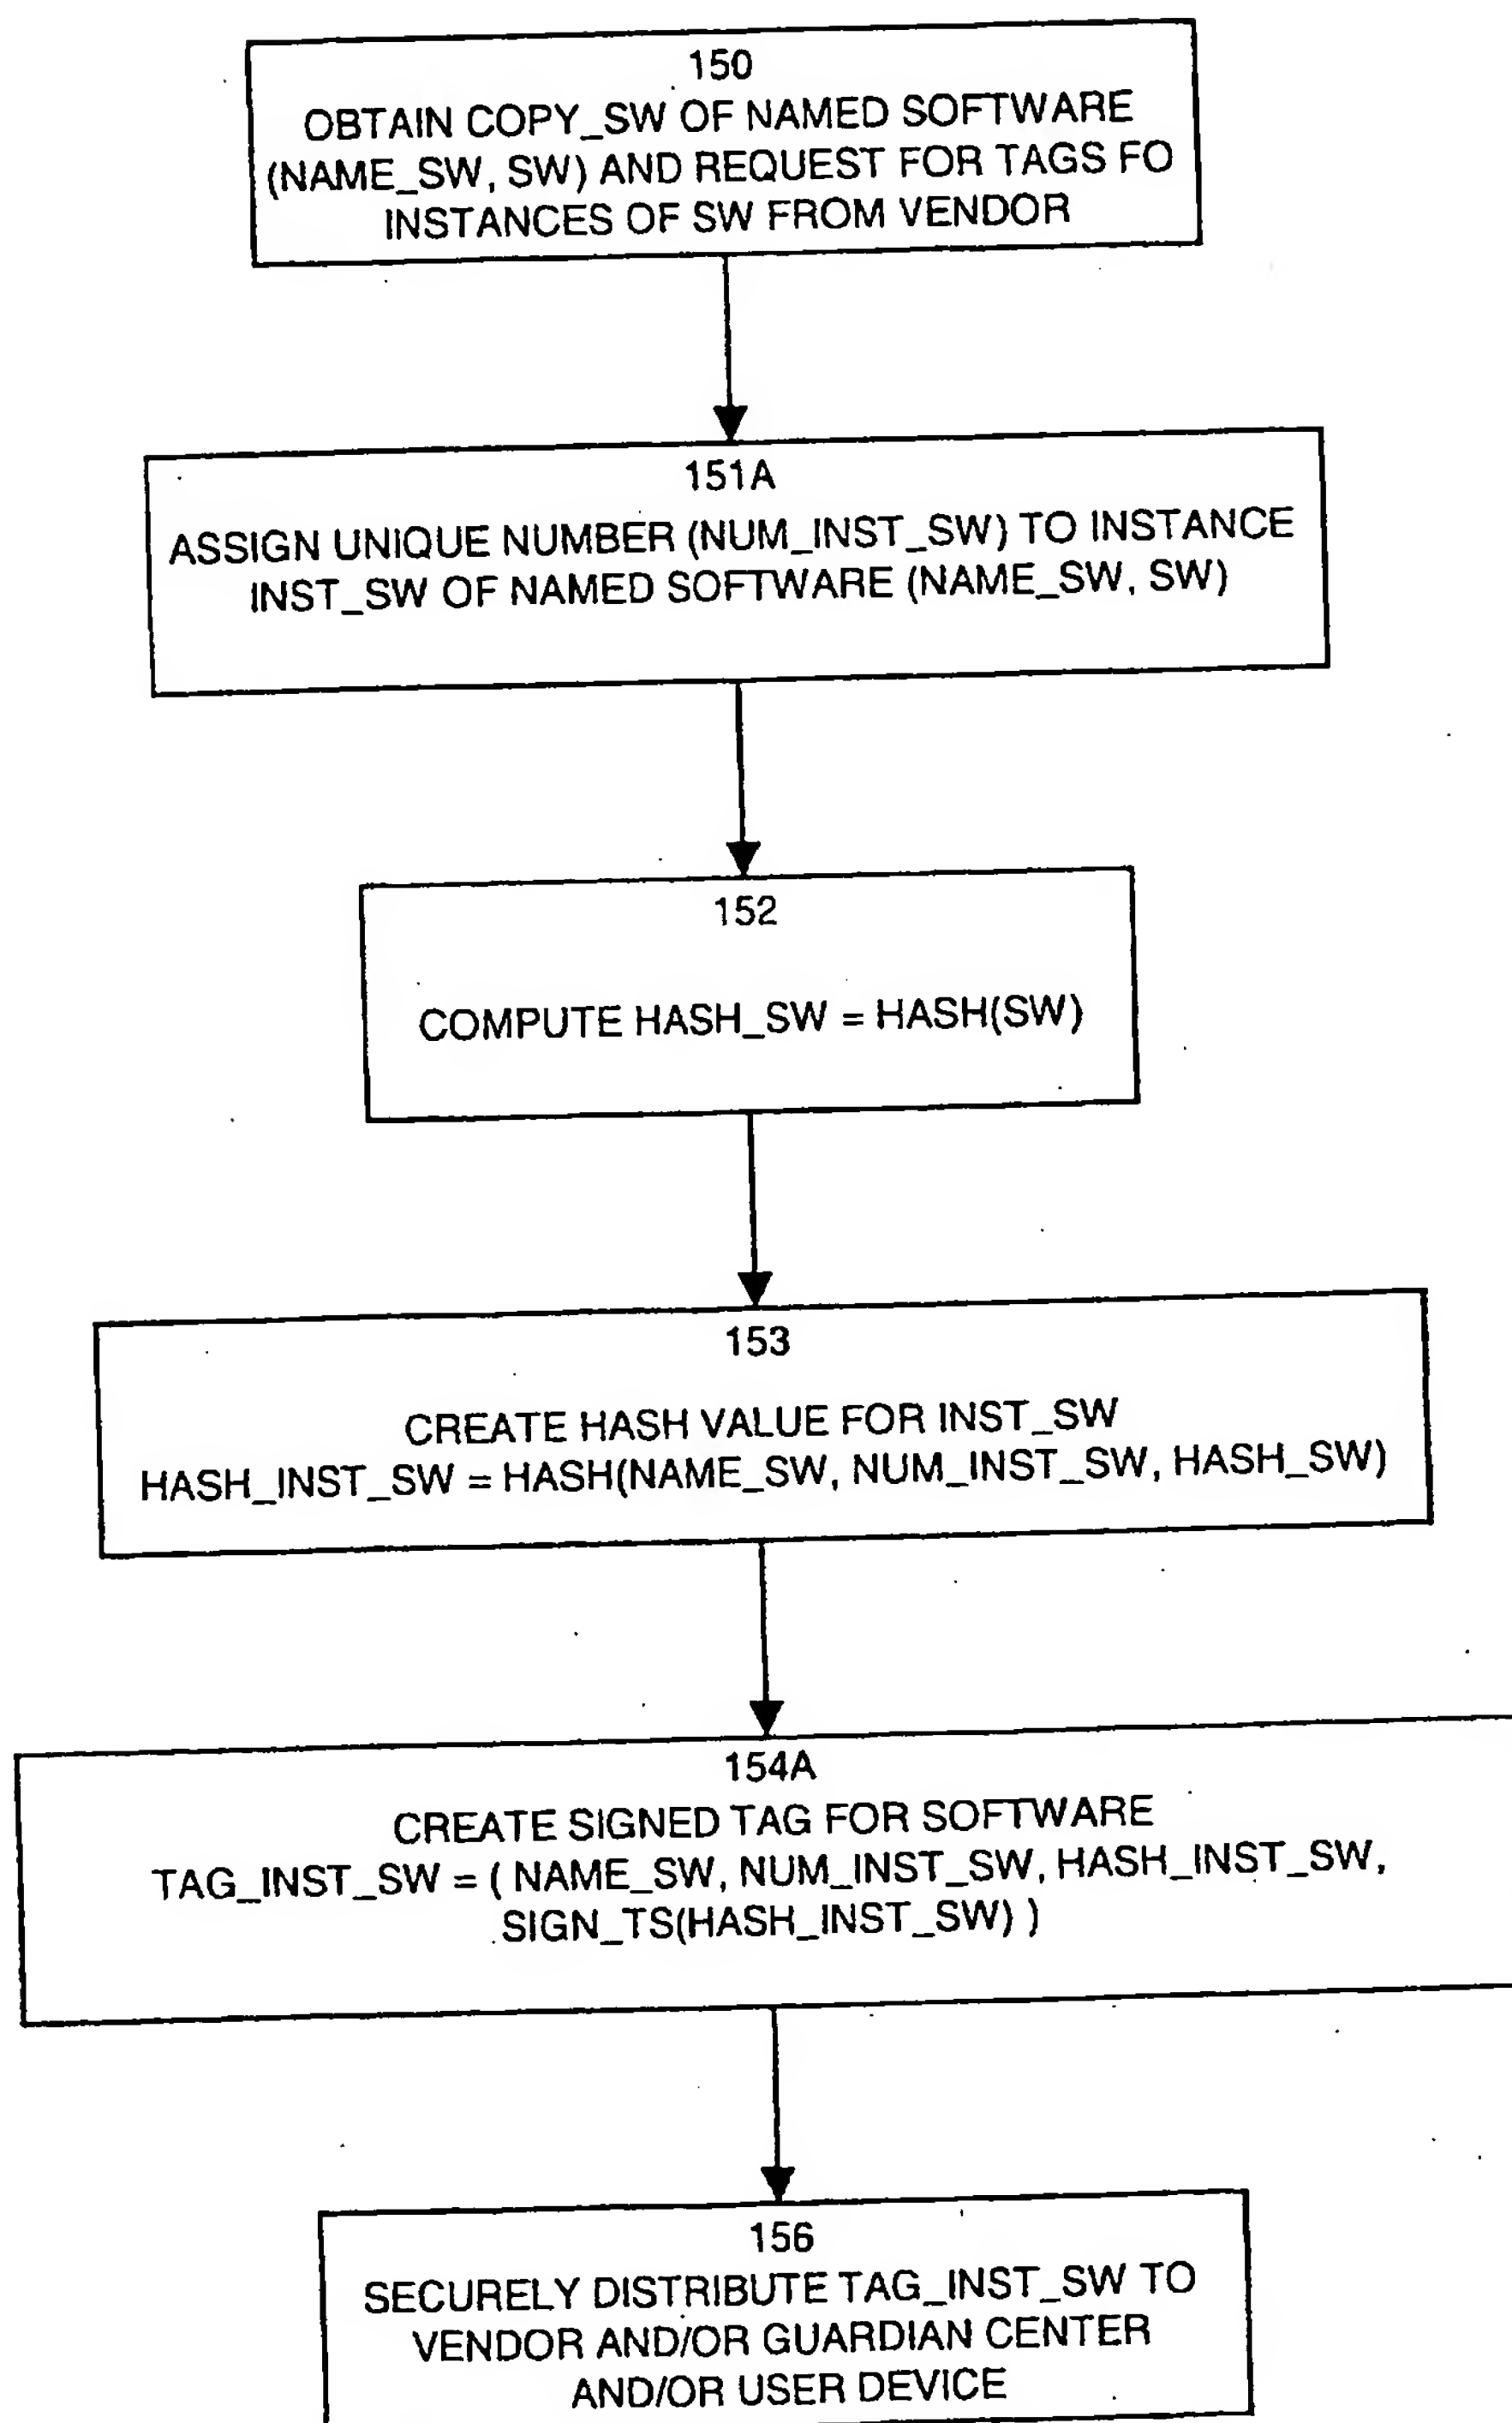 150
OBTAIN COPY_SW OF NAMED SOFTWARE
(NAME_SW, SW) AND REQUEST FOR TAGS FO
INSTANCES OF SW FROM VENDOR
151A
ASSIGN UNIQUE NUMBER (NUM_INST_SW) TO INSTANCE
INST_SW OF NAMED SOFTWARE (NAME_SW, SW)
152
COMPUTE HASH_SW = HASH(SW)
153
CREATE HASH VALUE FOR INST_SW
HASH_INST_SW = HASH(NAME_SW, NUM_INST_SW, HASH_SW)
154A
CREATE SIGNED TAG FOR SOFTWARE
TAG_INST_SW = ( NAME_SW, NUM_INST_SW, HASH_INST_SW,
SIGN_TS(HASH_INST_SW) )
156
SECURELY DISTRIBUTE TAG_INST_SW TO
VENDOR AND/OR GUARDIAN CENTER
AND/OR USER DEVICE